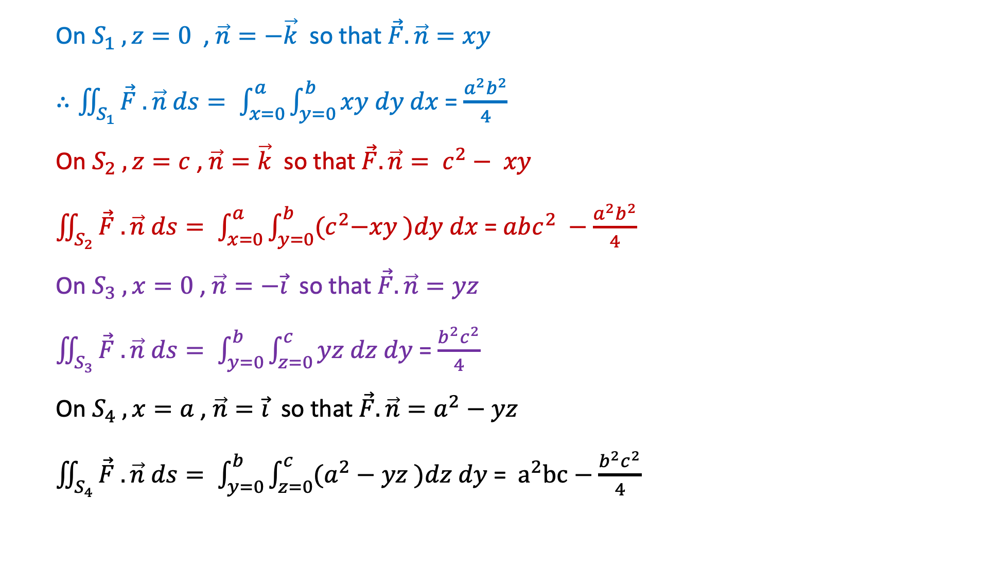 On $S_1 , z = 0 \ , \vec{n} = -\vec{k}$ so that $\vec{F}.\vec{n} = xy$
$\therefore \iint_{S_1} \vec{F}.\vec{n}\, ds = \int_{x=0}^{a} \int_{y=0}^{b} xy \, dy \, dx = \frac{a^2b^2}{4}$
On $S_2 , z = c , \vec{n} = \vec{k}$ so that $\vec{F}.\vec{n} = c^2 - xy$
$\iint_{S_2} \vec{F}.\vec{n}\, ds = \int_{x=0}^{a} \int_{y=0}^{b} (c^2 - xy) dy \, dx = abc^2 - \frac{a^2b^2}{4}$
On $S_3 , x = 0 , \vec{n} = -\vec{\imath}$ so that $\vec{F}.\vec{n} = yz$
$\iint_{S_3} \vec{F}.\vec{n}\, ds = \int_{y=0}^{b} \int_{z=0}^{c} yz \, dz \, dy = \frac{b^2c^2}{4}$
On $S_4 , x = a , \vec{n} = \vec{\imath}$ so that $\vec{F}.\vec{n} = a^2 - yz$
$\iint_{S_4} \vec{F}.\vec{n}\, ds = \int_{y=0}^{b} \int_{z=0}^{c} (a^2 - yz) dz \, dy = \mathrm{a}^2\mathrm{bc} - \frac{b^2c^2}{4}$